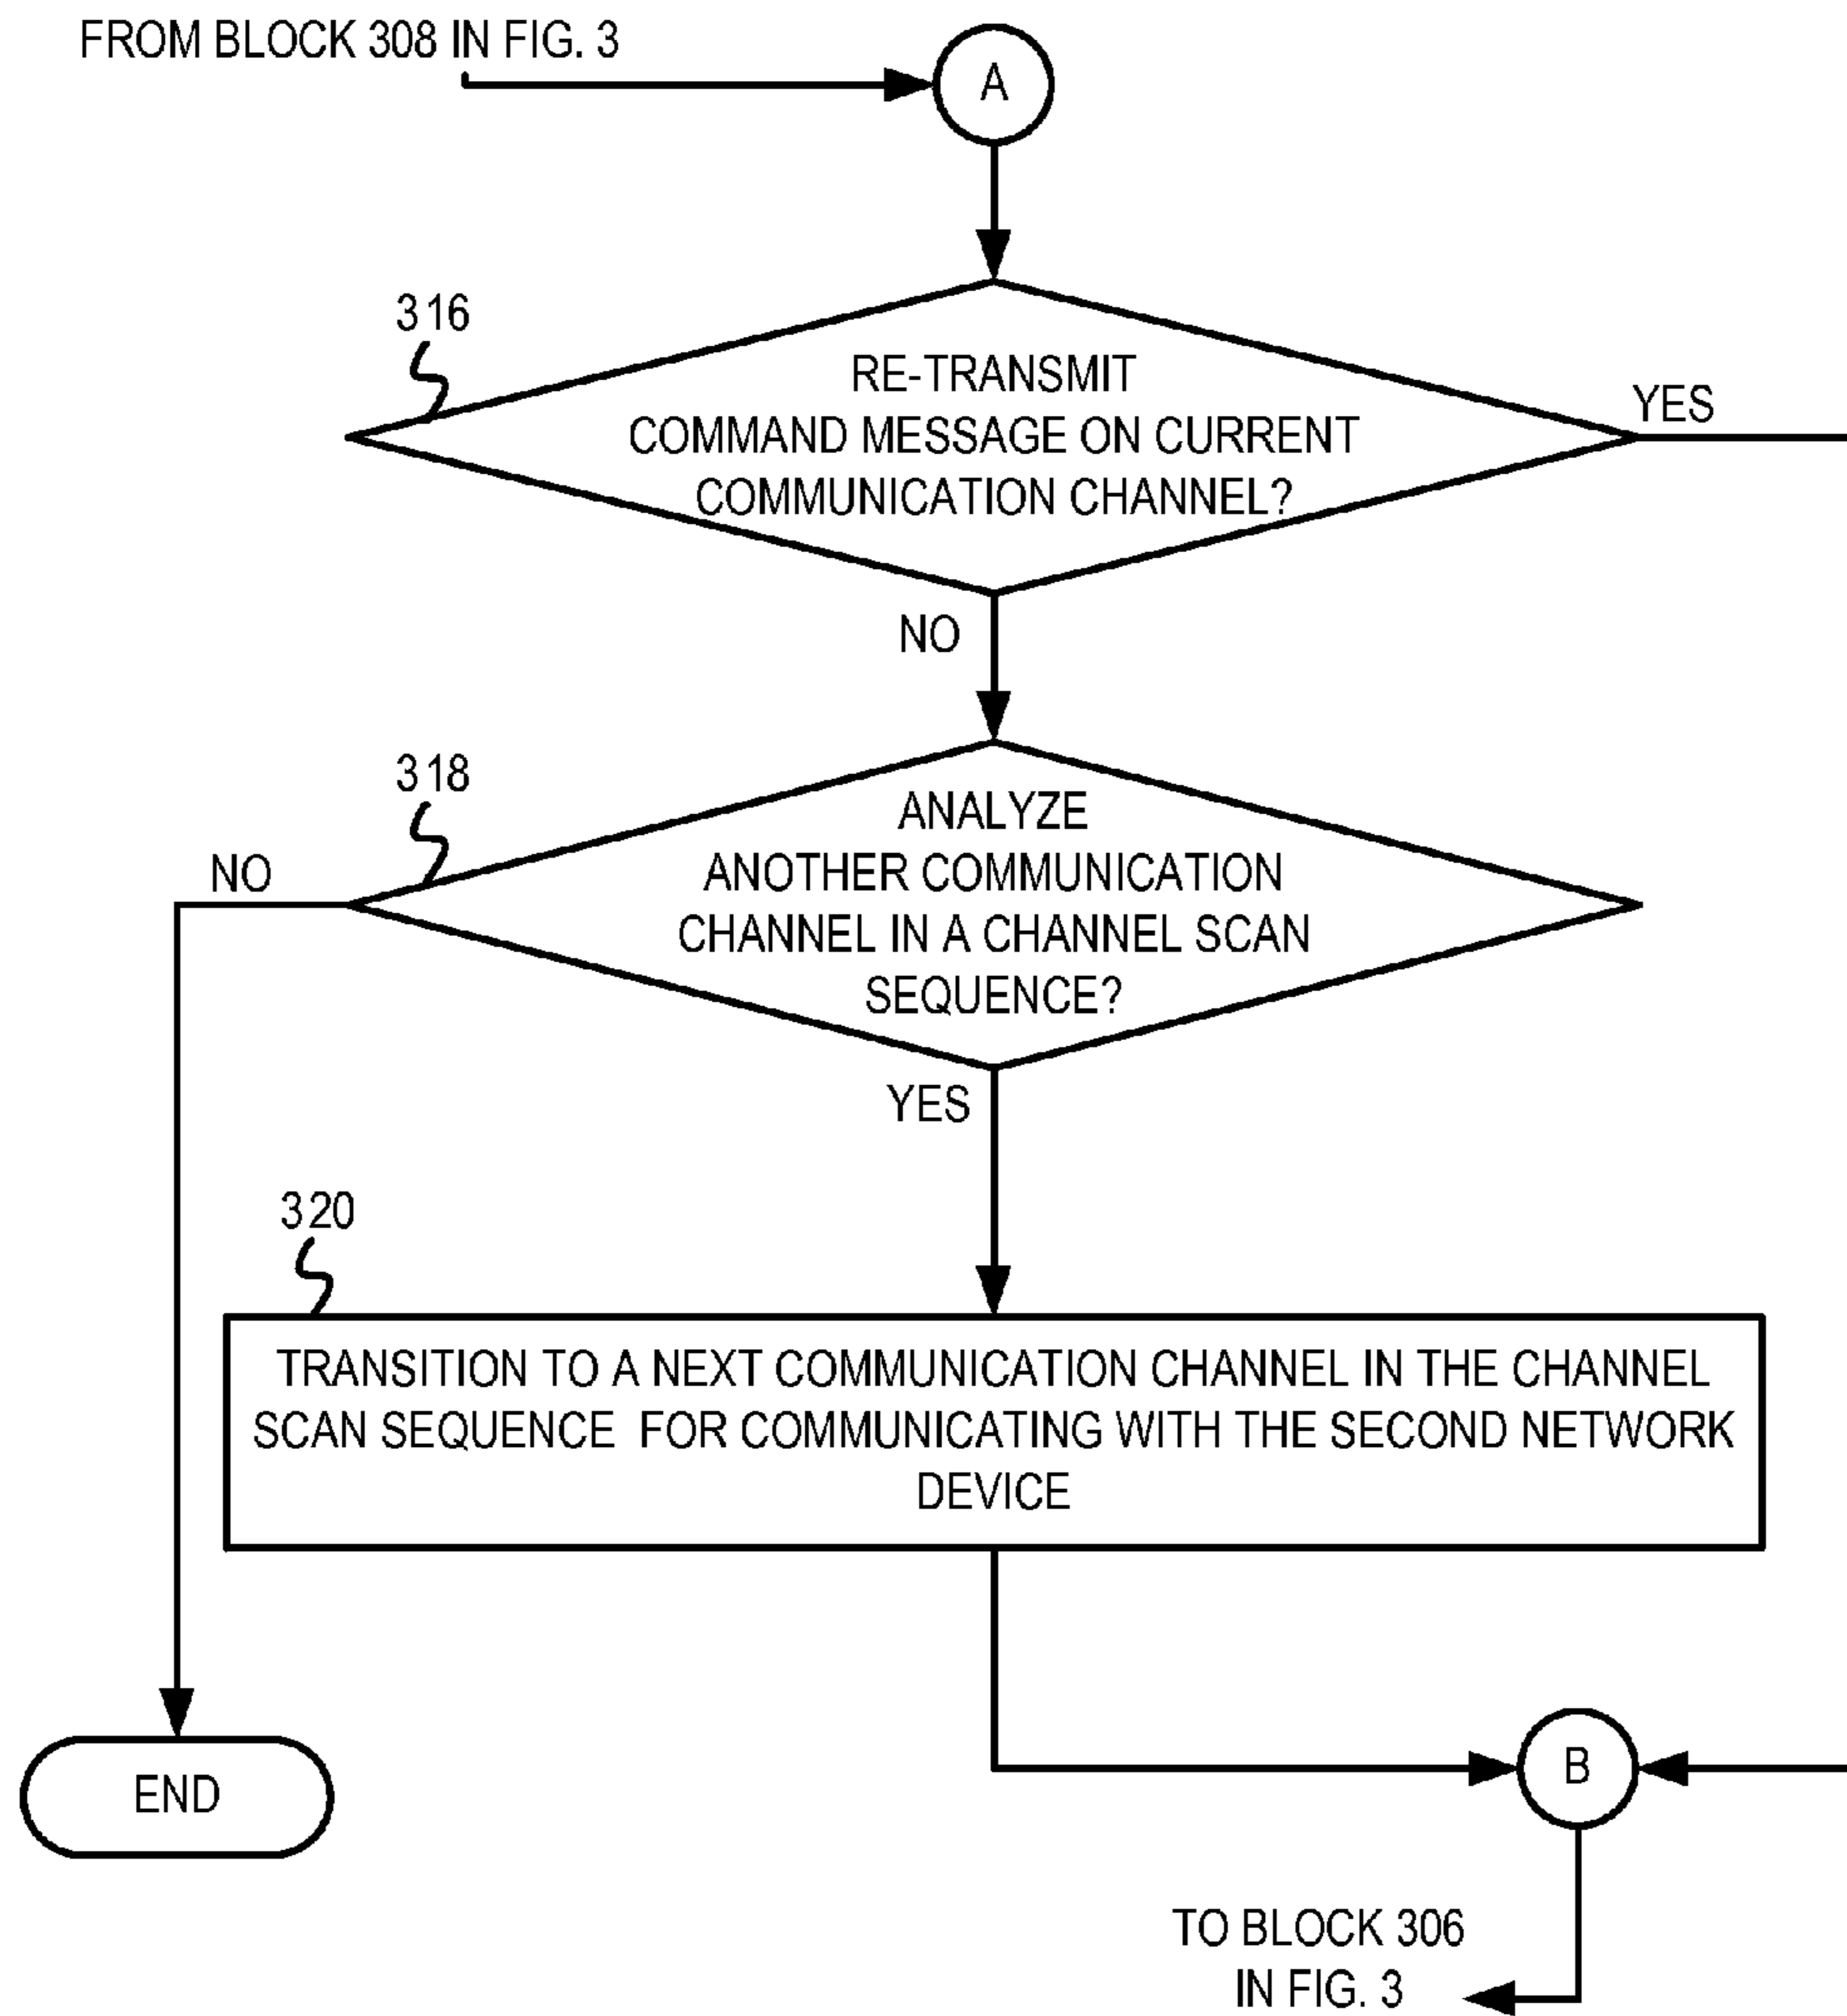 FROM BLOCK 308 IN FIG. 3
A
316
RE-TRANSMIT
COMMAND MESSAGE ON CURRENT
COMMUNICATION CHANNEL?
YES
NO
318
ANALYZE
ANOTHER COMMUNICATION
CHANNEL IN A CHANNEL SCAN
SEQUENCE?
NO
YES
320
TRANSITION TO A NEXT COMMUNICATION CHANNEL IN THE CHANNEL
SCAN SEQUENCE FOR COMMUNICATING WITH THE SECOND NETWORK
DEVICE
END
B
TO BLOCK 306
IN FIG. 3